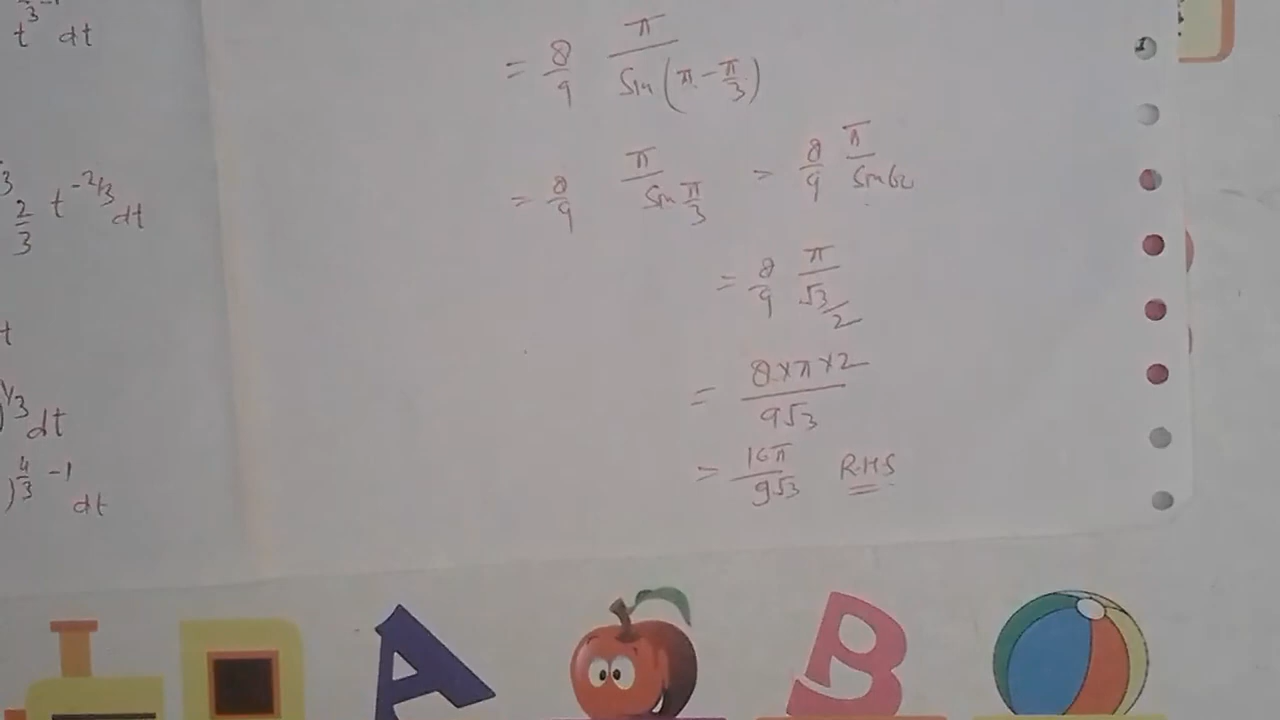 t^{3-1} dt
= 8/9 π/Sin(π - π/3)
= 8/9 π/Sin π/3 = 8/9 π/Sin 60
2/3 t^{-2/3} dt
= 8/9 π/(√3/2)
t
= 8×π×2/9√3
)^{1/3} dt
= 16π/9√3 R.H.S
)^{4/3 -1} dt
A B